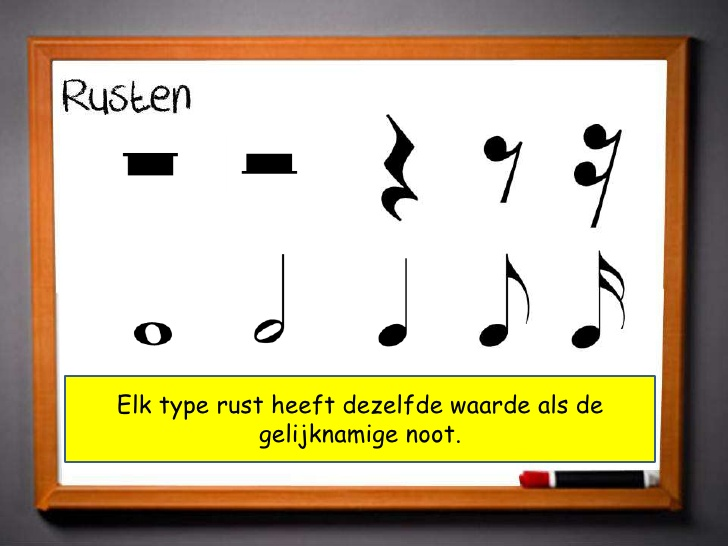 Rusten
Elk type rust heeft dezelfde waarde als de
gelijknamige noot.